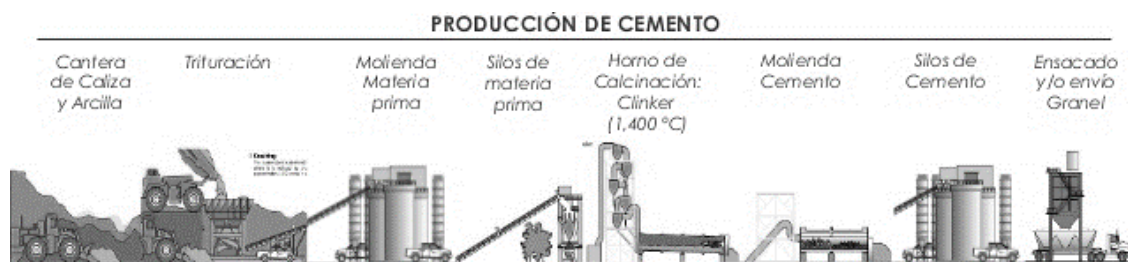 PRODUCCIÓN DE CEMENTO
Cantera
de Caliza
y Arcilla
Trituración
Molienda
Materia
prima
Silos de
materia
prima
Horno de
Calcinación:
Clinker
(1,400 °C)
Molienda
Cemento
Silos de
Cemento
Ensacado
y/o envío
Granel